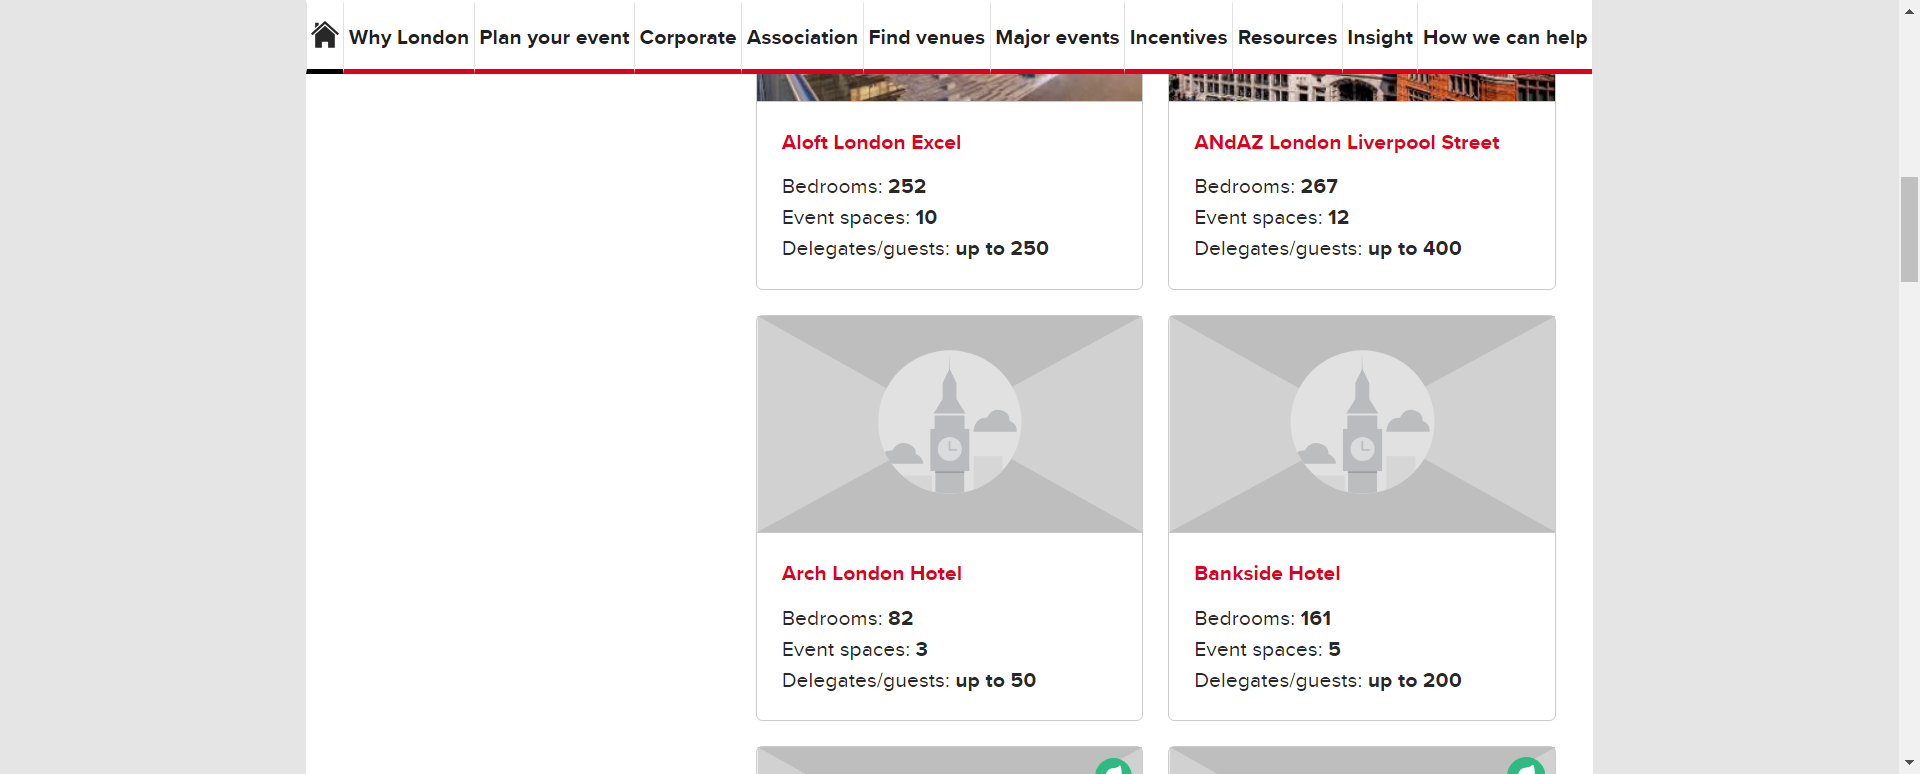 Why London Plan your event Corporate Association Find venues Major events Incentives Resources Insight How we can help
Aloft London Excel
Bedrooms: 252
Event spaces: 10
Delegates/guests: up to 250
ANdAZ London Liverpool Street
Bedrooms: 267
Event spaces: 12
Delegates/guests: up to 400
Arch London Hotel
Bedrooms: 82
Event spaces: 3
Delegates/guests: up to 50
Bankside Hotel
Bedrooms: 161
Event spaces: 5
Delegates/guests: up to 200